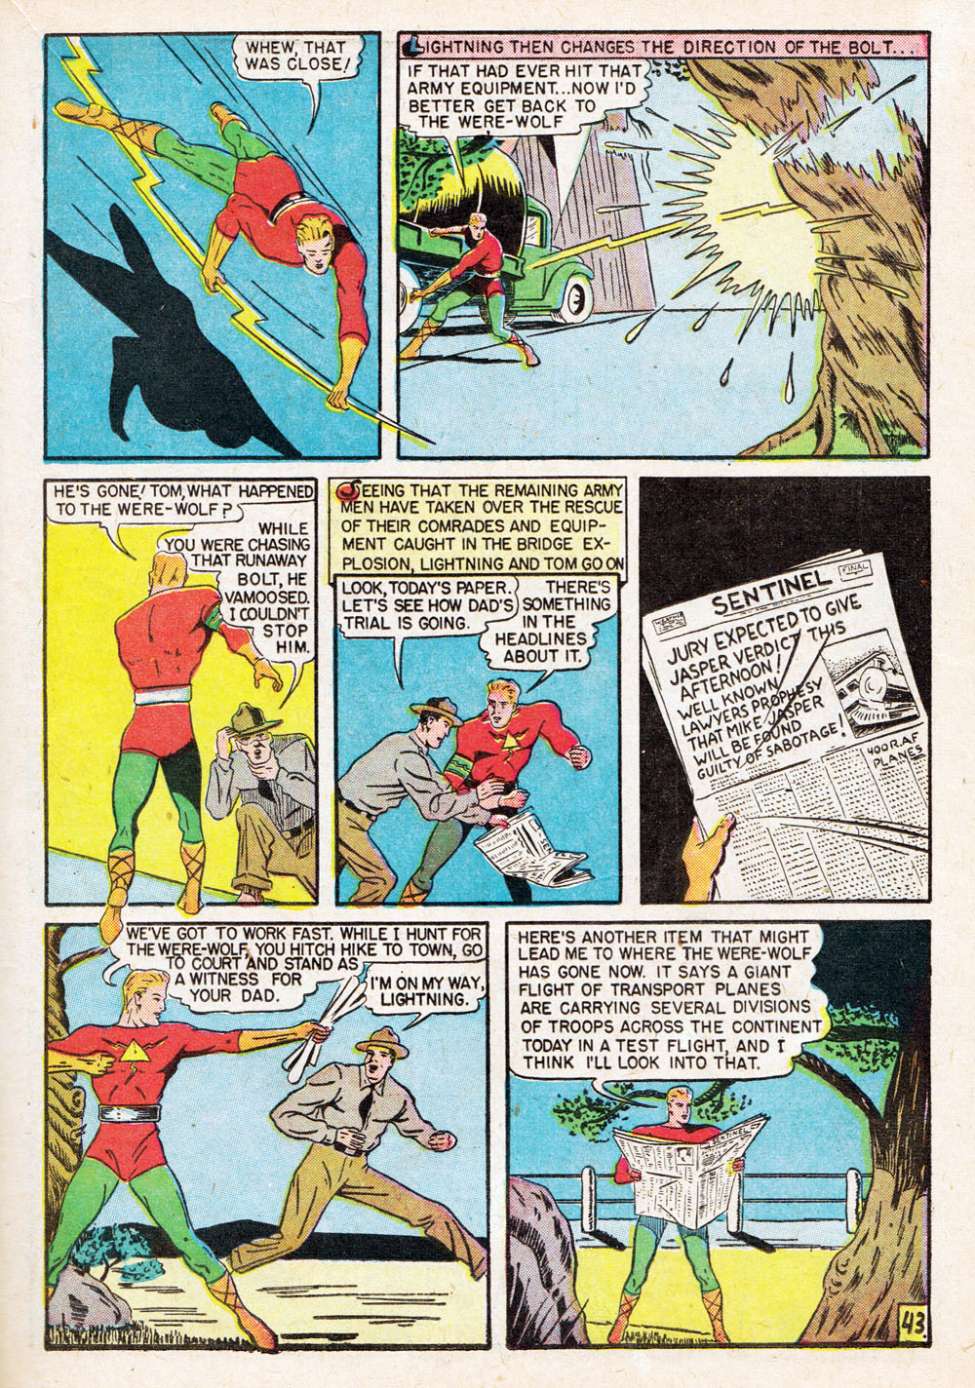 WHEW, THAT
WAS CLOSE!
LIGHTNING THEN CHANGES THE DIRECTION OF THE BOLT...
IF THAT HAD EVER HIT THAT
ARMY EQUIPMENT...NOW I'D
BETTER GET BACK TO
THE WERE-WOLF
HE'S GONE! TOM, WHAT HAPPENED
TO THE WERE-WOLF?
WHILE
YOU WERE CHASING
THAT RUNAWAY
BOLT, HE
VAMOOSED.
I COULDN'T
STOP
HIM.
SEEING THAT THE REMAINING ARMY
MEN HAVE TAKEN OVER THE RESCUE
OF THEIR COMRADES AND EQUIP-
MENT CAUGHT IN THE BRIDGE EX-
PLOSION, LIGHTNING AND TOM GO ON
LOOK, TODAY'S PAPER.
LET'S SEE HOW DAD'S
TRIAL IS GOING.
THERE'S
SOMETHING
IN THE
HEADLINES
ABOUT IT.
SENTINEL
FINAL
JURY EXPECTED TO GIVE
JASPER VERDICT THIS
AFTERNOON!
WELL KNOWN
LAWYERS PROPHESY
THAT MIKE JASPER
WILL BE FOUND
GUILTY OF SABOTAGE!
400 R.A.F
PLANES
WE'VE GOT TO WORK FAST. WHILE I HUNT FOR
THE WERE-WOLF, YOU HITCH HIKE TO TOWN, GO
TO COURT AND STAND AS
A WITNESS FOR
YOUR DAD.
I'M ON MY WAY,
LIGHTNING.
HERE'S ANOTHER ITEM THAT MIGHT
LEAD ME TO WHERE THE WERE-WOLF
HAS GONE NOW. IT SAYS A GIANT
FLIGHT OF TRANSPORT PLANES
ARE CARRYING SEVERAL DIVISIONS
OF TROOPS ACROSS THE CONTINENT
TODAY IN A TEST FLIGHT, AND I
THINK I'LL LOOK INTO THAT.
SENTINEL
43.